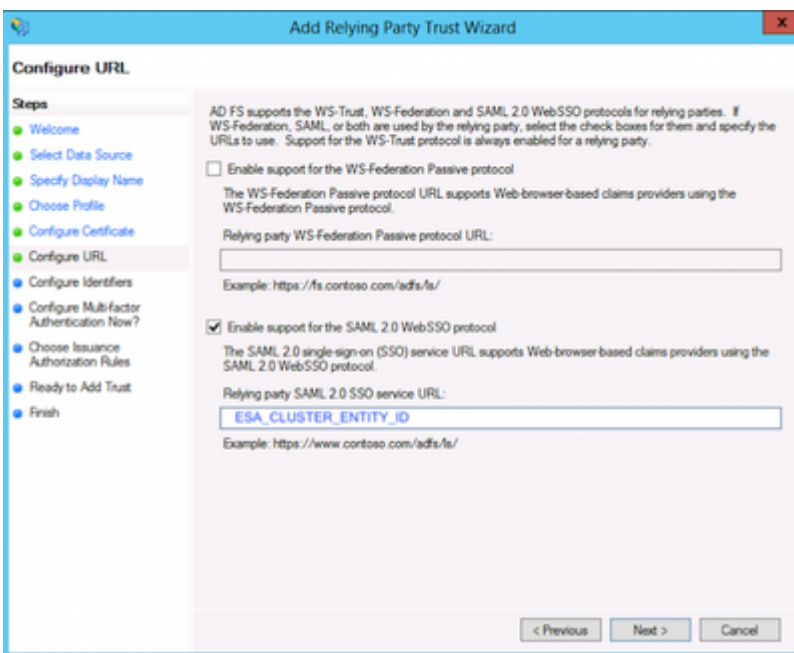 Add Relying Party Trust Wizard
x
Configure URL
Steps
Welcome
Select Data Source
Specify Display Name
Choose Profile
Configure Certificate
Configure URL
Configure Identifiers
Configure Multi-factor
Authentication Now?
Choose Issuance
Authorization Rules
Ready to Add Trust
Finish
AD FS supports the WS-Trust, WS-Federation and SAML 2.0 WebSSO protocols for relying parties. If
WS-Federation, SAML, or both are used by the relying party, select the check boxes for them and specify the
URLs to use. Support for the WS-Trust protocol is always enabled for a relying party.
Enable support for the WS-Federation Passive protocol
The WS-Federation Passive protocol URL supports Web-browser-based claims providers using the
WS-Federation Passive protocol.
Relying party WS-Federation Passive protocol URL:
Example: https://fs.contoso.com/adfs/ls/
Enable support for the SAML 2.0 WebSSO protocol
The SAML 2.0 single-sign-on (SSO) service URL supports Web-browser-based claims providers using the
SAML 2.0 WebSSO protocol.
Relying party SAML 2.0 SSO service URL:
ESA_CLUSTER_ENTITY_ID
Example: https://www.contoso.com/adfs/ls/
< Previous
Next >
Cancel